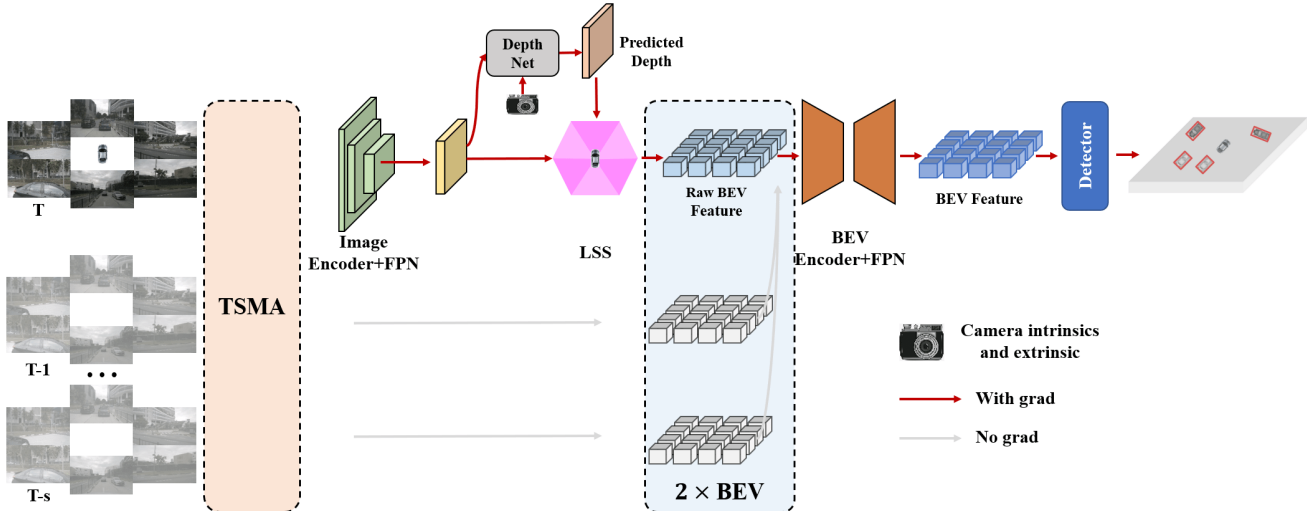 Depth
Net
Predicted
Depth
T
TSMA
Image
Encoder+FPN
LSS
Raw BEV
Feature
BEV
Encoder+FPN
BEV Feature
Detector
T-1
...
T-s
2 × BEV
Camera intrinsics
and extrinsic
With grad
No grad